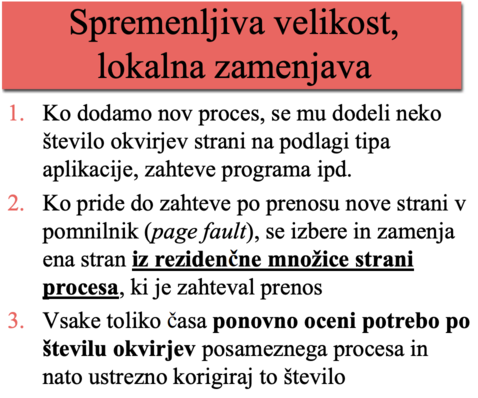 Spremenljiva velikost,
lokalna zamenjava
1. Ko dodamo nov proces, se mu dodeli neko
število okvirjev strani na podlagi tipa
aplikacije, zahteve programa ipd.
2. Ko pride do zahteve po prenosu nove strani v
pomnilnik (page fault), se izbere in zamenja
ena stran iz rezidenčne množice strani
procesa, ki je zahteval prenos
3. Vsake toliko časa ponovno oceni potrebo po
številu okvirjev posameznega procesa in
nato ustrezno korigiraj to število